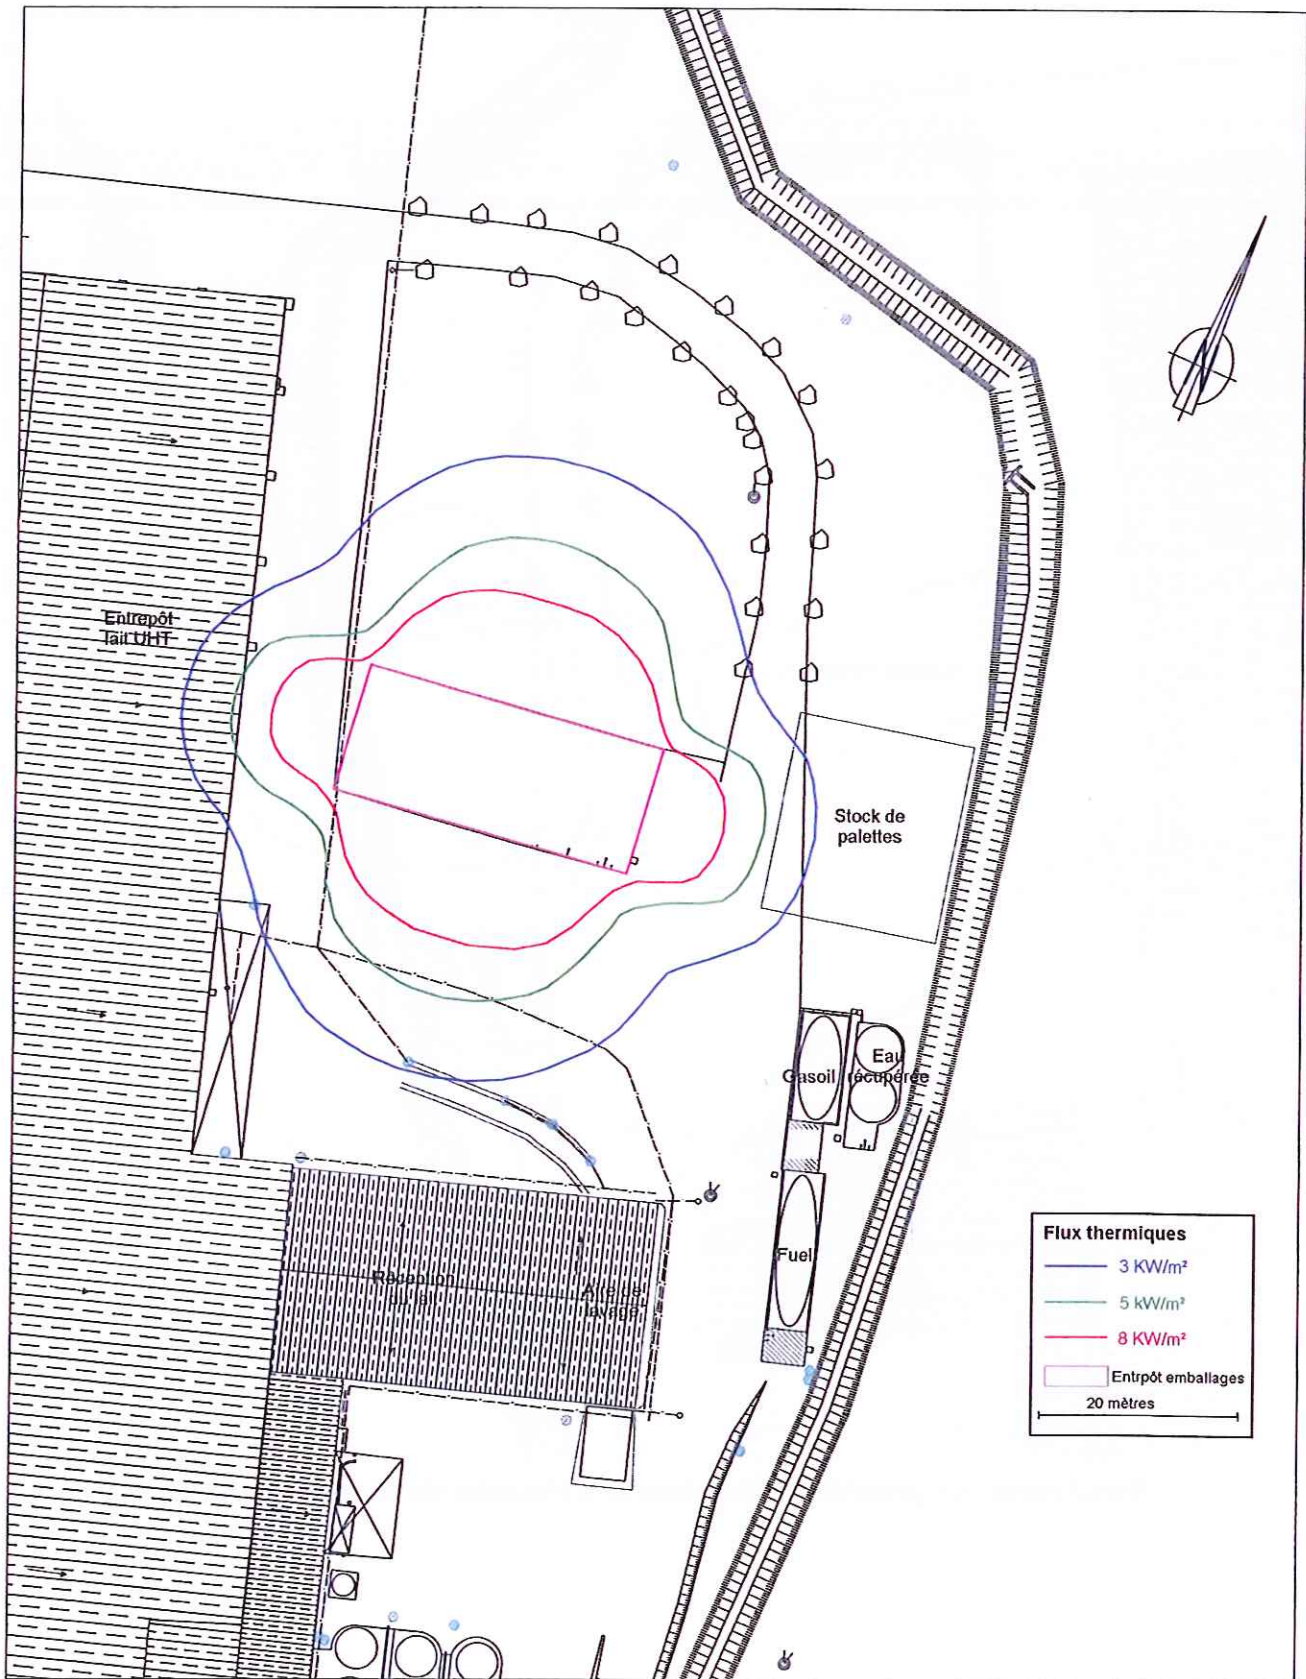 Entrepôt
lait UHT
Stock de
palettes
Eau
Gasoil récupérée
Fuel
Réception
du lait
Aire de
lavage
Flux thermiques
3 KW/m²
5 kW/m²
8 KW/m²
Entrpôt emballages
20 mètres